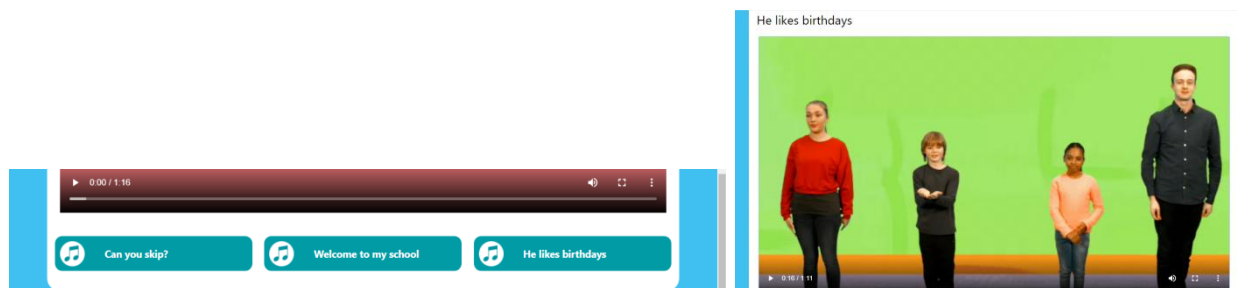 He likes birthdays
0:00 / 1:16
Can you skip?
Welcome to my school
He likes birthdays
0:16 / 1:11